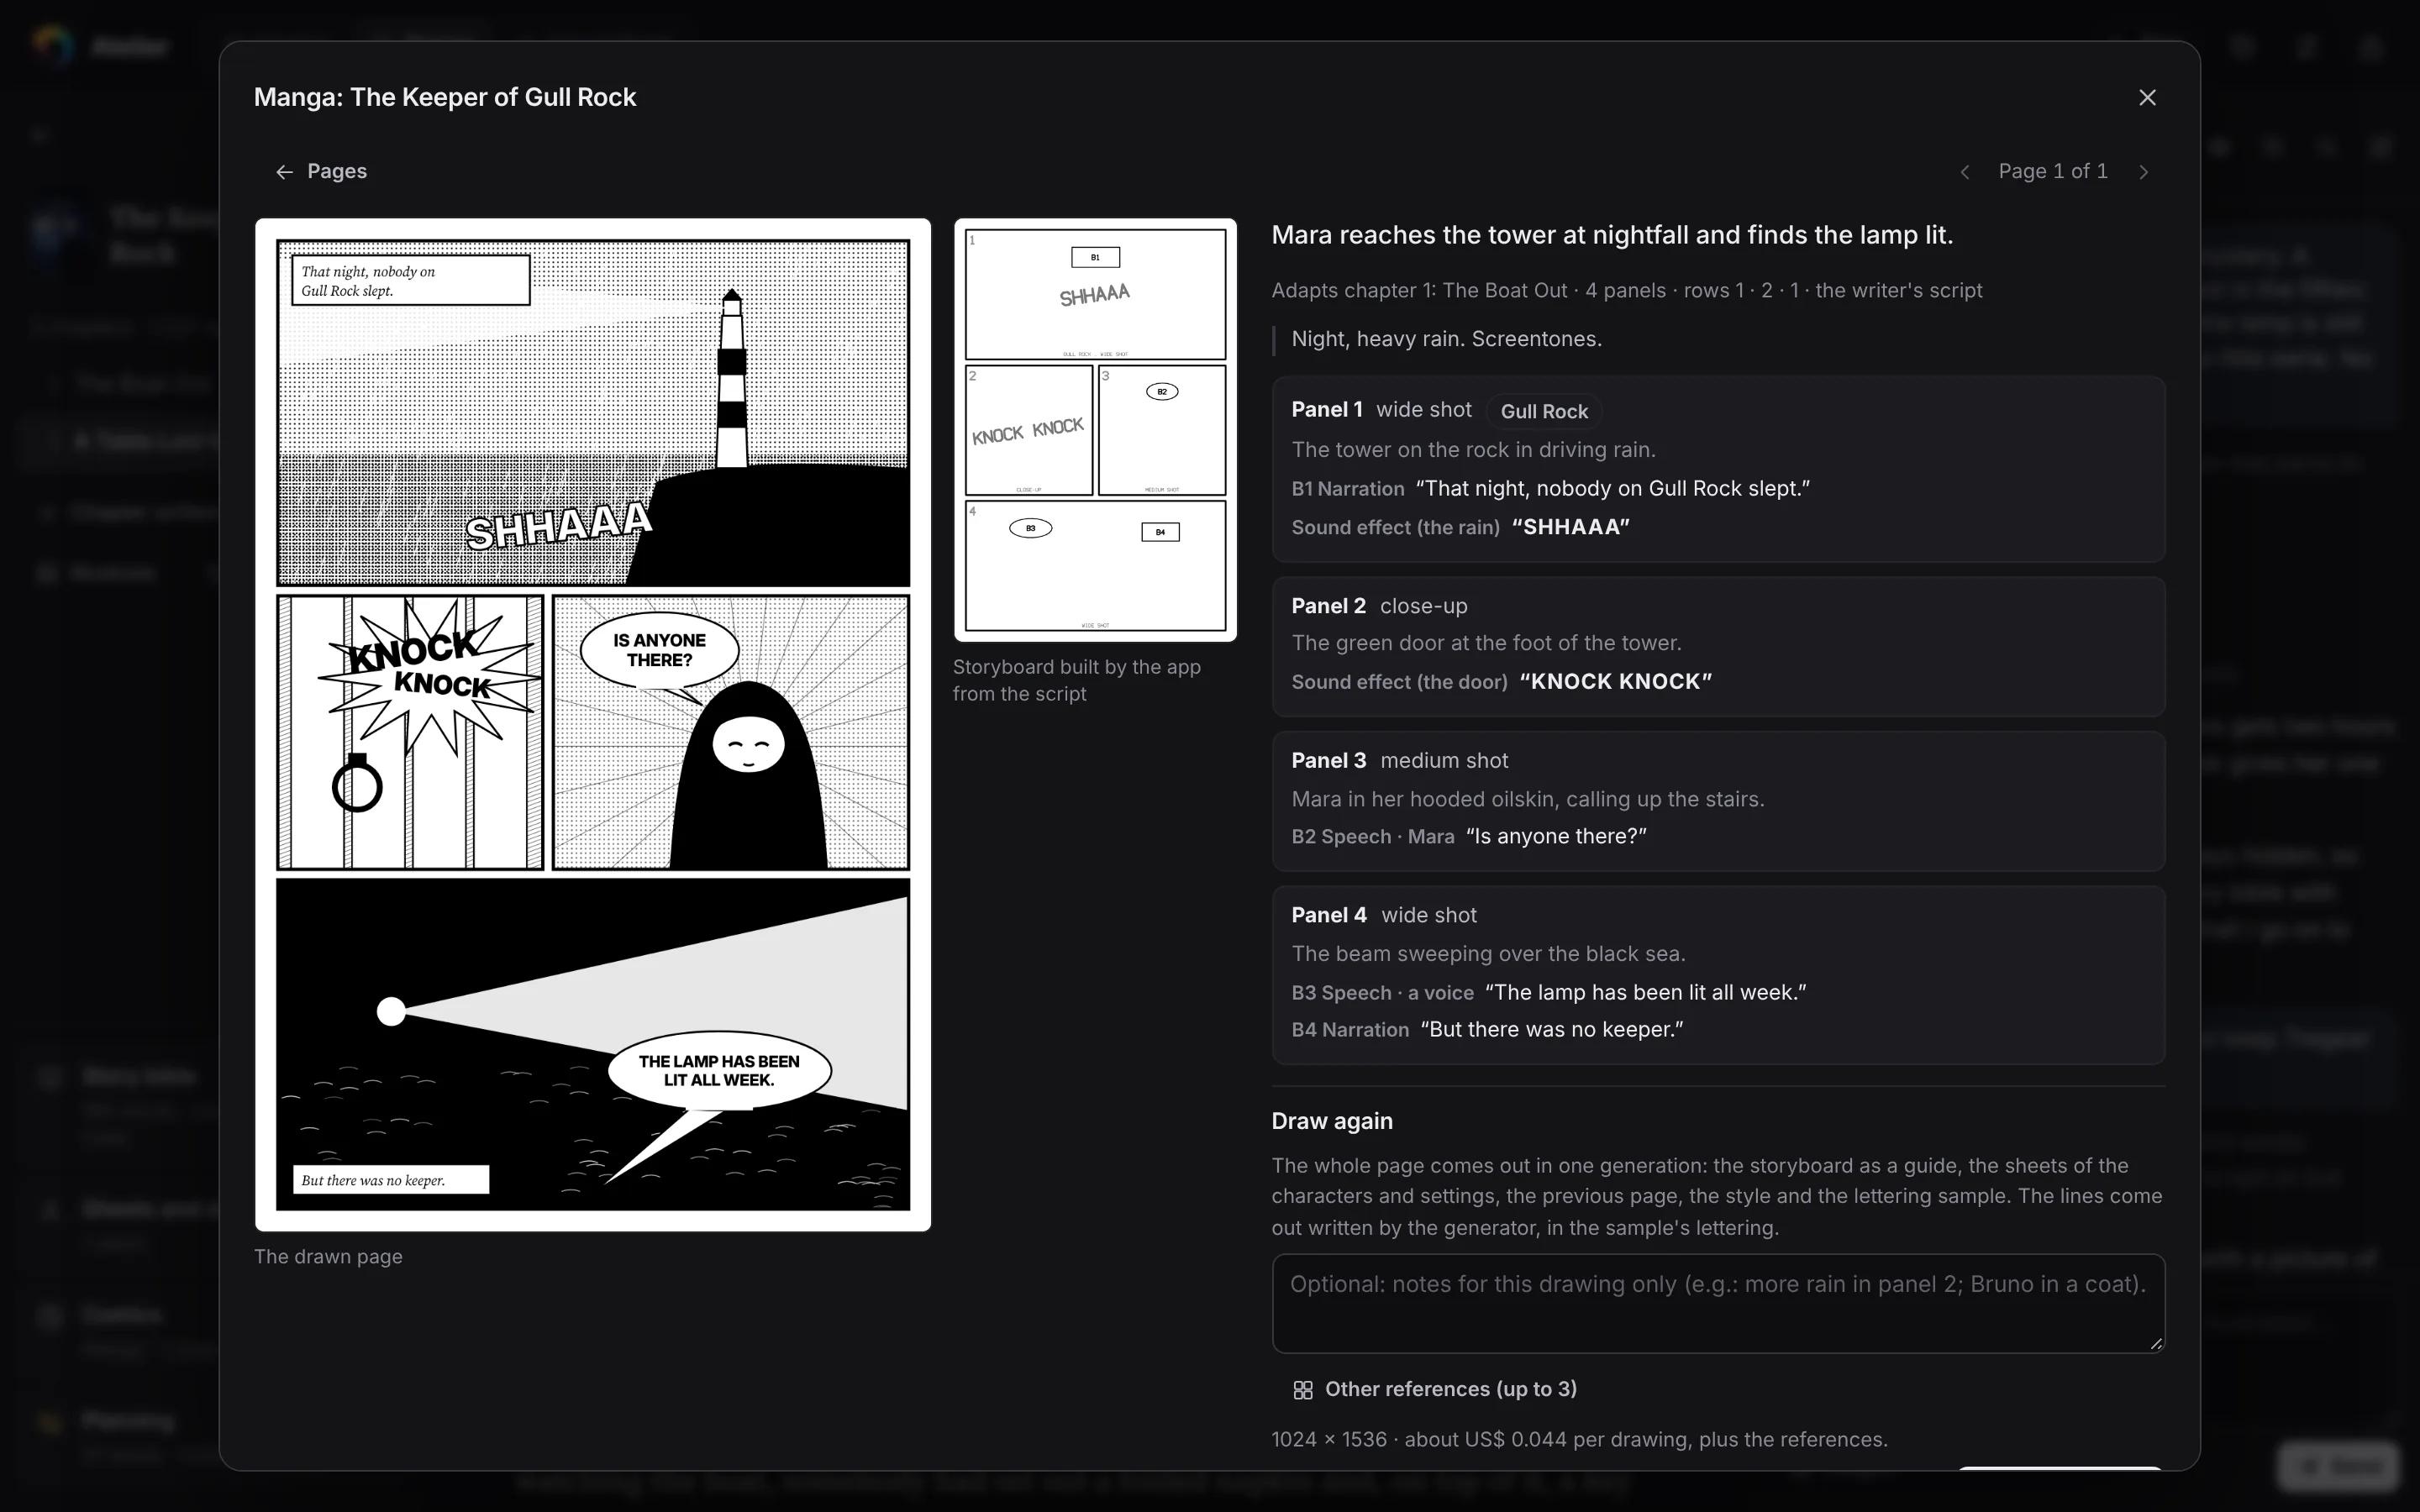 Atelier
Manga: The Keeper of Gull Rock
Pages
Page 1 of 1
That night, nobody on
Gull Rock slept.
SHHAAA
KNOCK
KNOCK
IS ANYONE
THERE?
THE LAMP HAS BEEN
LIT ALL WEEK.
But there was no keeper.
The drawn page
1
B1
SHHAAA
GULL ROCK . WIDE SHOT
2
KNOCK KNOCK
CLOSE-UP
3
B2
MEDIUM SHOT
4
B3
B4
WIDE SHOT
Storyboard built by the app
from the script
Mara reaches the tower at nightfall and finds the lamp lit.
Adapts chapter 1: The Boat Out · 4 panels · rows 1 · 2 · 1 · the writer's script
Night, heavy rain. Screentones.
Panel 1 wide shot Gull Rock
The tower on the rock in driving rain.
B1 Narration “That night, nobody on Gull Rock slept.”
Sound effect (the rain) “SHHAAA”
Panel 2 close-up
The green door at the foot of the tower.
Sound effect (the door) “KNOCK KNOCK”
Panel 3 medium shot
Mara in her hooded oilskin, calling up the stairs.
B2 Speech · Mara “Is anyone there?”
Panel 4 wide shot
The beam sweeping over the black sea.
B3 Speech · a voice “The lamp has been lit all week.”
B4 Narration “But there was no keeper.”
Draw again
The whole page comes out in one generation: the storyboard as a guide, the sheets of the
characters and settings, the previous page, the style and the lettering sample. The lines come
out written by the generator, in the sample's lettering.
Optional: notes for this drawing only (e.g.: more rain in panel 2; Bruno in a coat).
Other references (up to 3)
1024 × 1536 · about US$ 0.044 per drawing, plus the references.